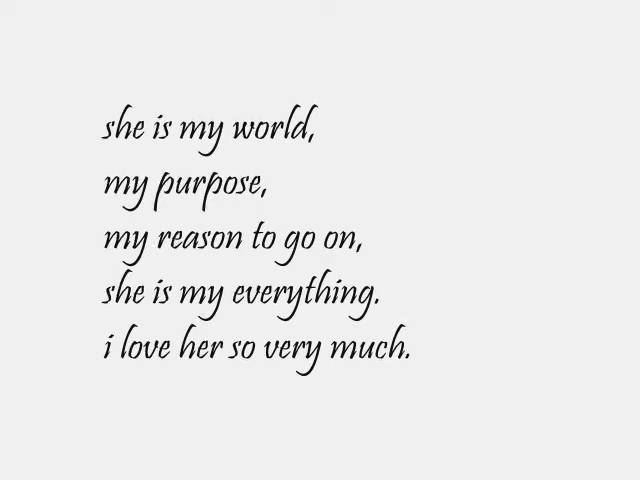 she is my world,
my purpose,
my reason to go on,
she is my everything.
i love her so very much.